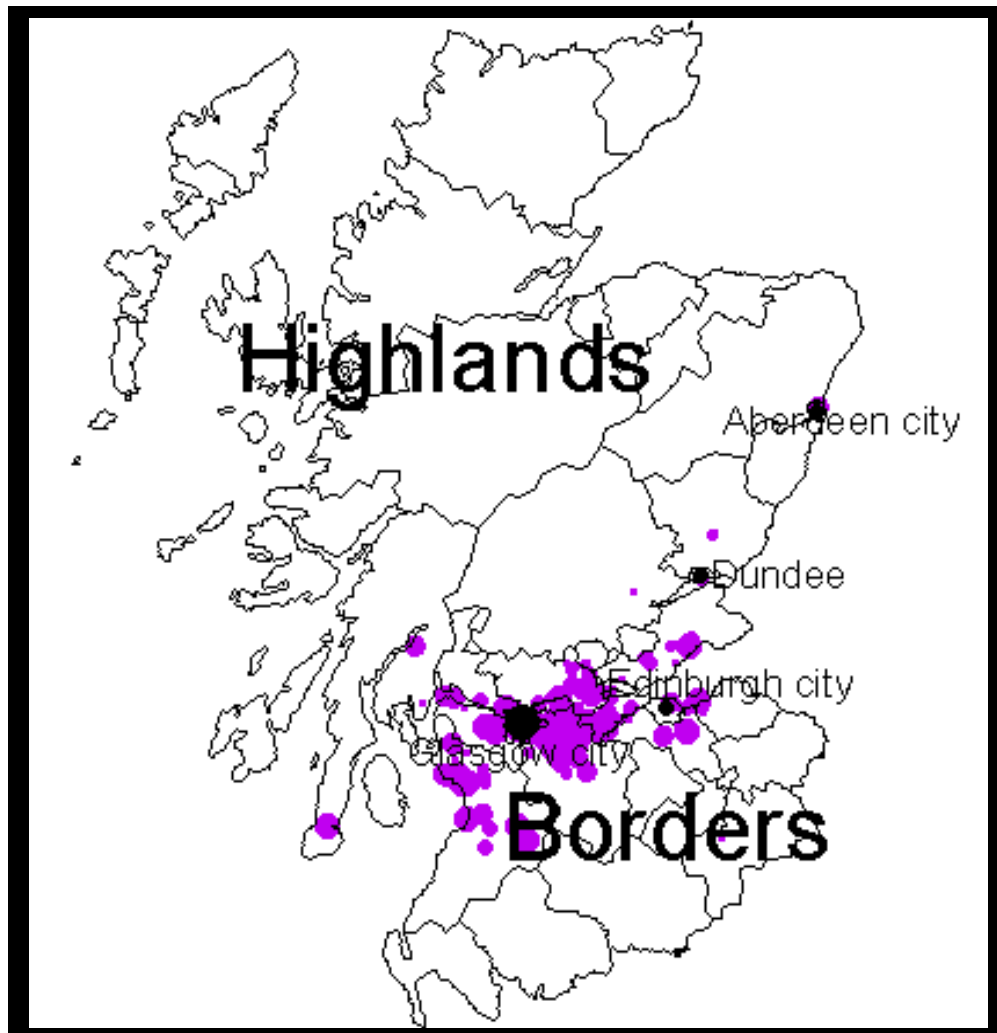 Highlands
Aberdeen city
Dundee
Edinburgh city
Glasgow city
Borders